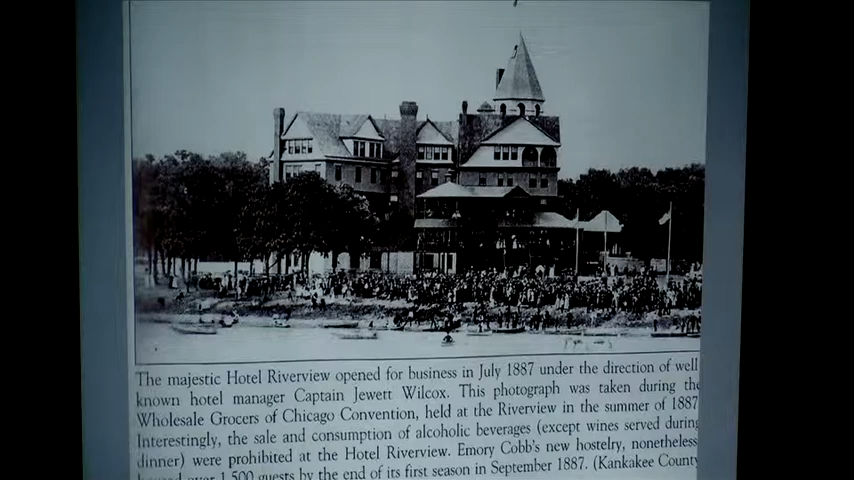 The majestic Hotel Riverview opened for business in July 1887 under the direction of well
known hotel manager Captain Jewett Wilcox. This photograph was taken during the
Wholesale Grocers of Chicago Convention, held at the Riverview in the summer of 1887
Interestingly, the sale and consumption of alcoholic beverages (except wines served during
dinner) were prohibited at the Hotel Riverview. Emory Cobb's new hostelry, nonetheless
over 1,500 guests by the end of its first season in September 1887. (Kankakee County